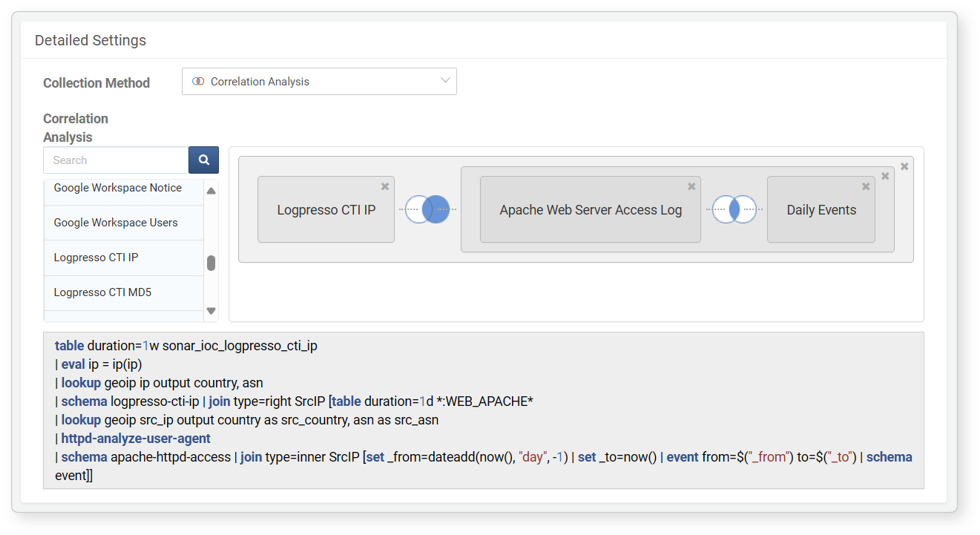 Detailed Settings
Collection Method
Correlation Analysis
Correlation
Analysis
Search
Google Workspace Notice
Google Workspace Users
Logpresso CTI IP
Logpresso CTI MD5
Logpresso CTI IP
Apache Web Server Access Log
Daily Events
table duration=1w sonar_ioc_logpresso_cti_ip
| eval ip = ip(ip)
| lookup geoip ip output country, asn
| schema logpresso-cti-ip | join type=right SrcIP [table duration=1d *:WEB_APACHE*
| lookup geoip src_ip output country as src_country, asn as src_asn
| httpd-analyze-user-agent
| schema apache-httpd-access | join type=inner SrcIP [set _from=dateadd(now(), "day", -1) | set _to=now() | event from=$("_from") to=$("_to") | schema
event]]